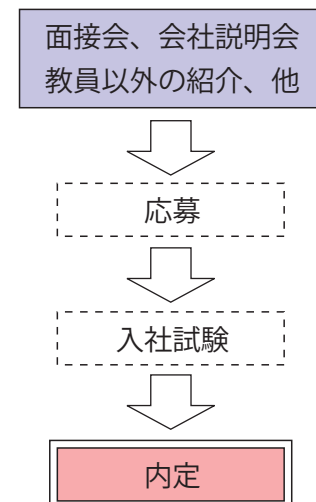 面接会、会社説明会
教員以外の紹介、他
応募
入社試験
内定